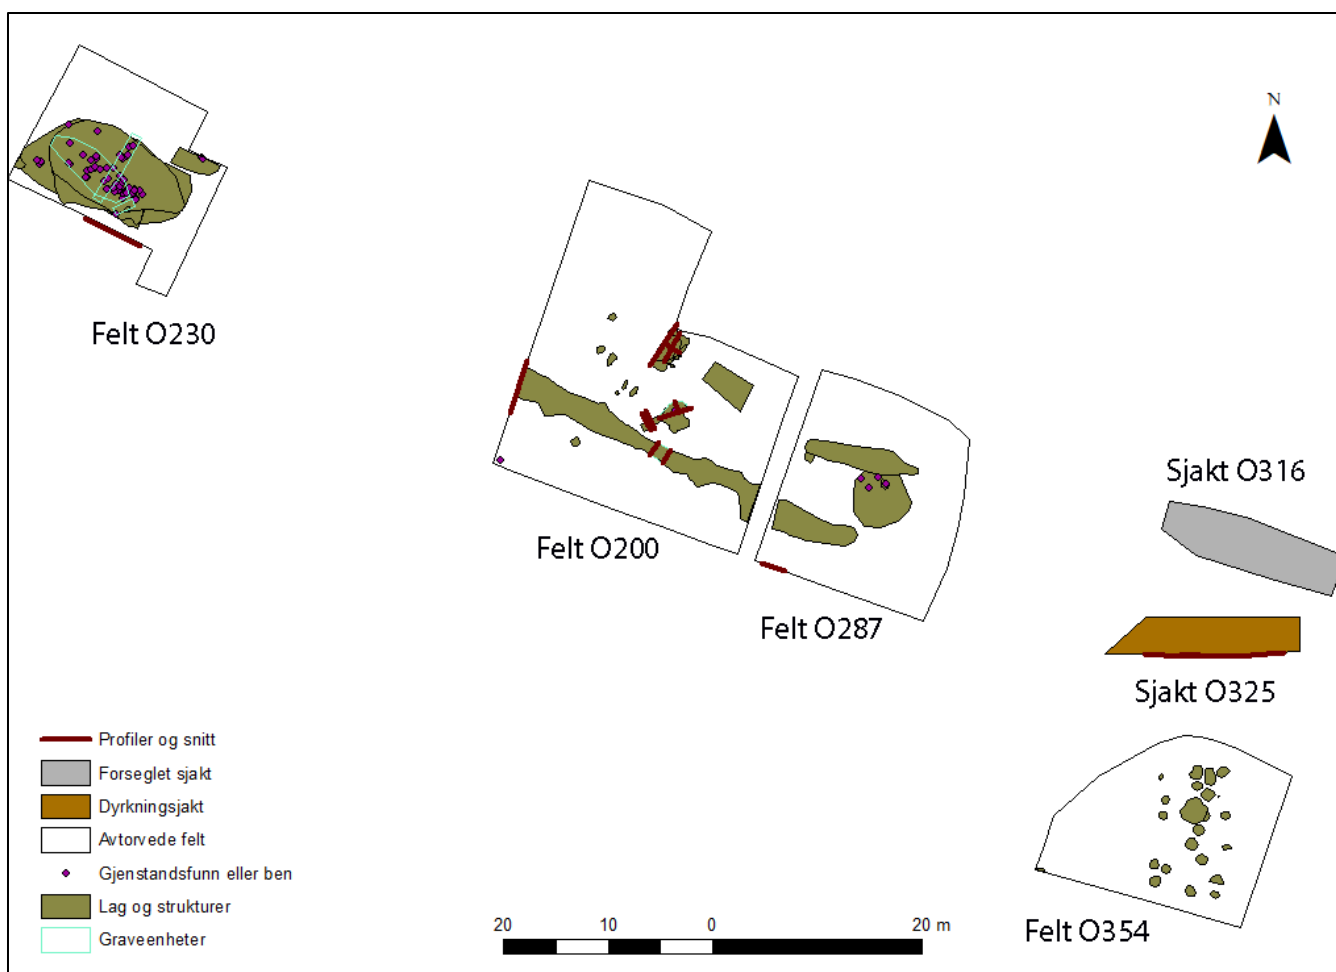 N
Felt O230
Felt O200
Felt O287
Sjakt O316
Sjakt O325
Felt O354
Profiler og snitt
Forseglet sjakt
Dyrkningsjakt
Avtorvede felt
Gjenstandsfunn eller ben
Lag og strukturer
Graveenheter
20 10 0 20 m